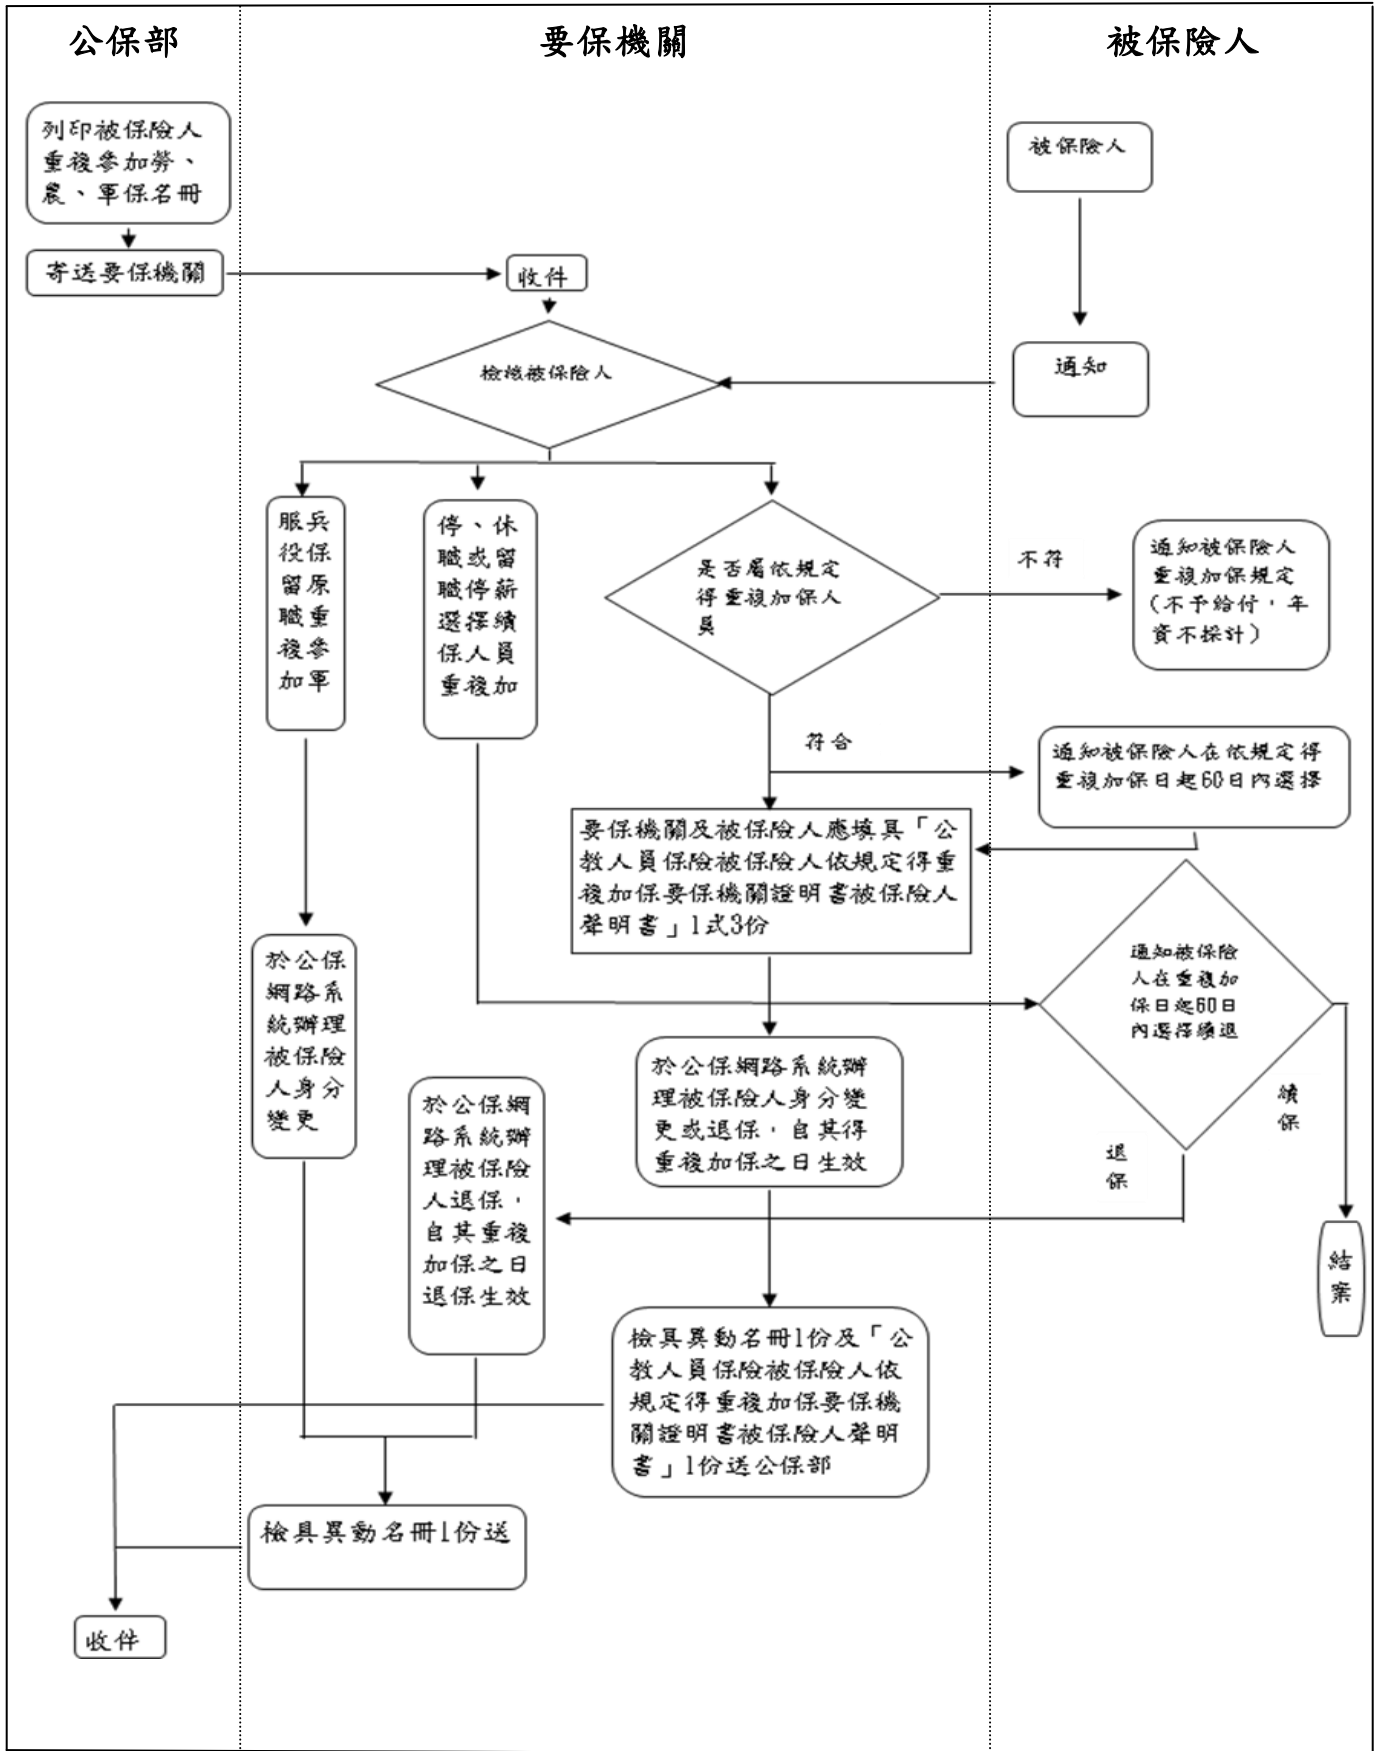 公保部
要保機關
被保險人
列印被保險人
重複參加勞、
農、軍保名冊
寄送要保機關
收件
被保險人
通知
檢核被保險人
服兵
役保
留原
職重
複參
加軍
停、休
職或留
職停薪
選擇續
保人員
重複加
是否屬依規定
得重複加保人
員
不符
通知被保險人
重複加保規定
(不予給付,年
資不採計)
符合
通知被保險人在依規定得
重複加保日起60日內選擇
要保機關及被保險人應填具「公
教人員保險被保險人依規定得重
複加保要保機關證明書被保險人
聲明書」1式3份
通知被保險
人在重複加
保日起60日
內選擇續退
續
保
退
保
結
案
於公保
網路系
統辦理
被保險
人身分
變更
於公保網
路系統辦
理被保險
人退保,
自其重複
加保之日
退保生效
於公保網路系統辦
理被保險人身分變
更或退保,自其得
重複加保之日生效
檢具異動名冊1份及「公
教人員保險被保險人依
規定得重複加保要保機
關證明書被保險人聲明
書」1份送公保部
檢具異動名冊1份送
收件